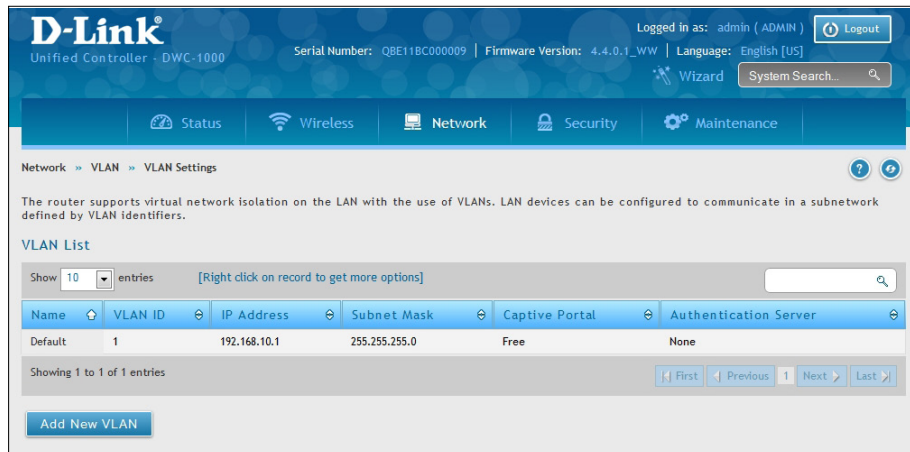 D-Link®
Unified Controller - DWC-1000
Logged in as: admin ( ADMIN ) Logout
Serial Number: QBE11BC000009 | Firmware Version: 4.4.0.1_WW | Language: English [US]
Wizard System Search...
Status Wireless Network Security Maintenance
Network » VLAN » VLAN Settings
The router supports virtual network isolation on the LAN with the use of VLANs. LAN devices can be configured to communicate in a subnetwork
defined by VLAN identifiers.
VLAN List
Show 10 entries [Right click on record to get more options]
Name VLAN ID IP Address Subnet Mask Captive Portal Authentication Server
Default 1 192.168.10.1 255.255.255.0 Free None
Showing 1 to 1 of 1 entries First Previous 1 Next Last
Add New VLAN